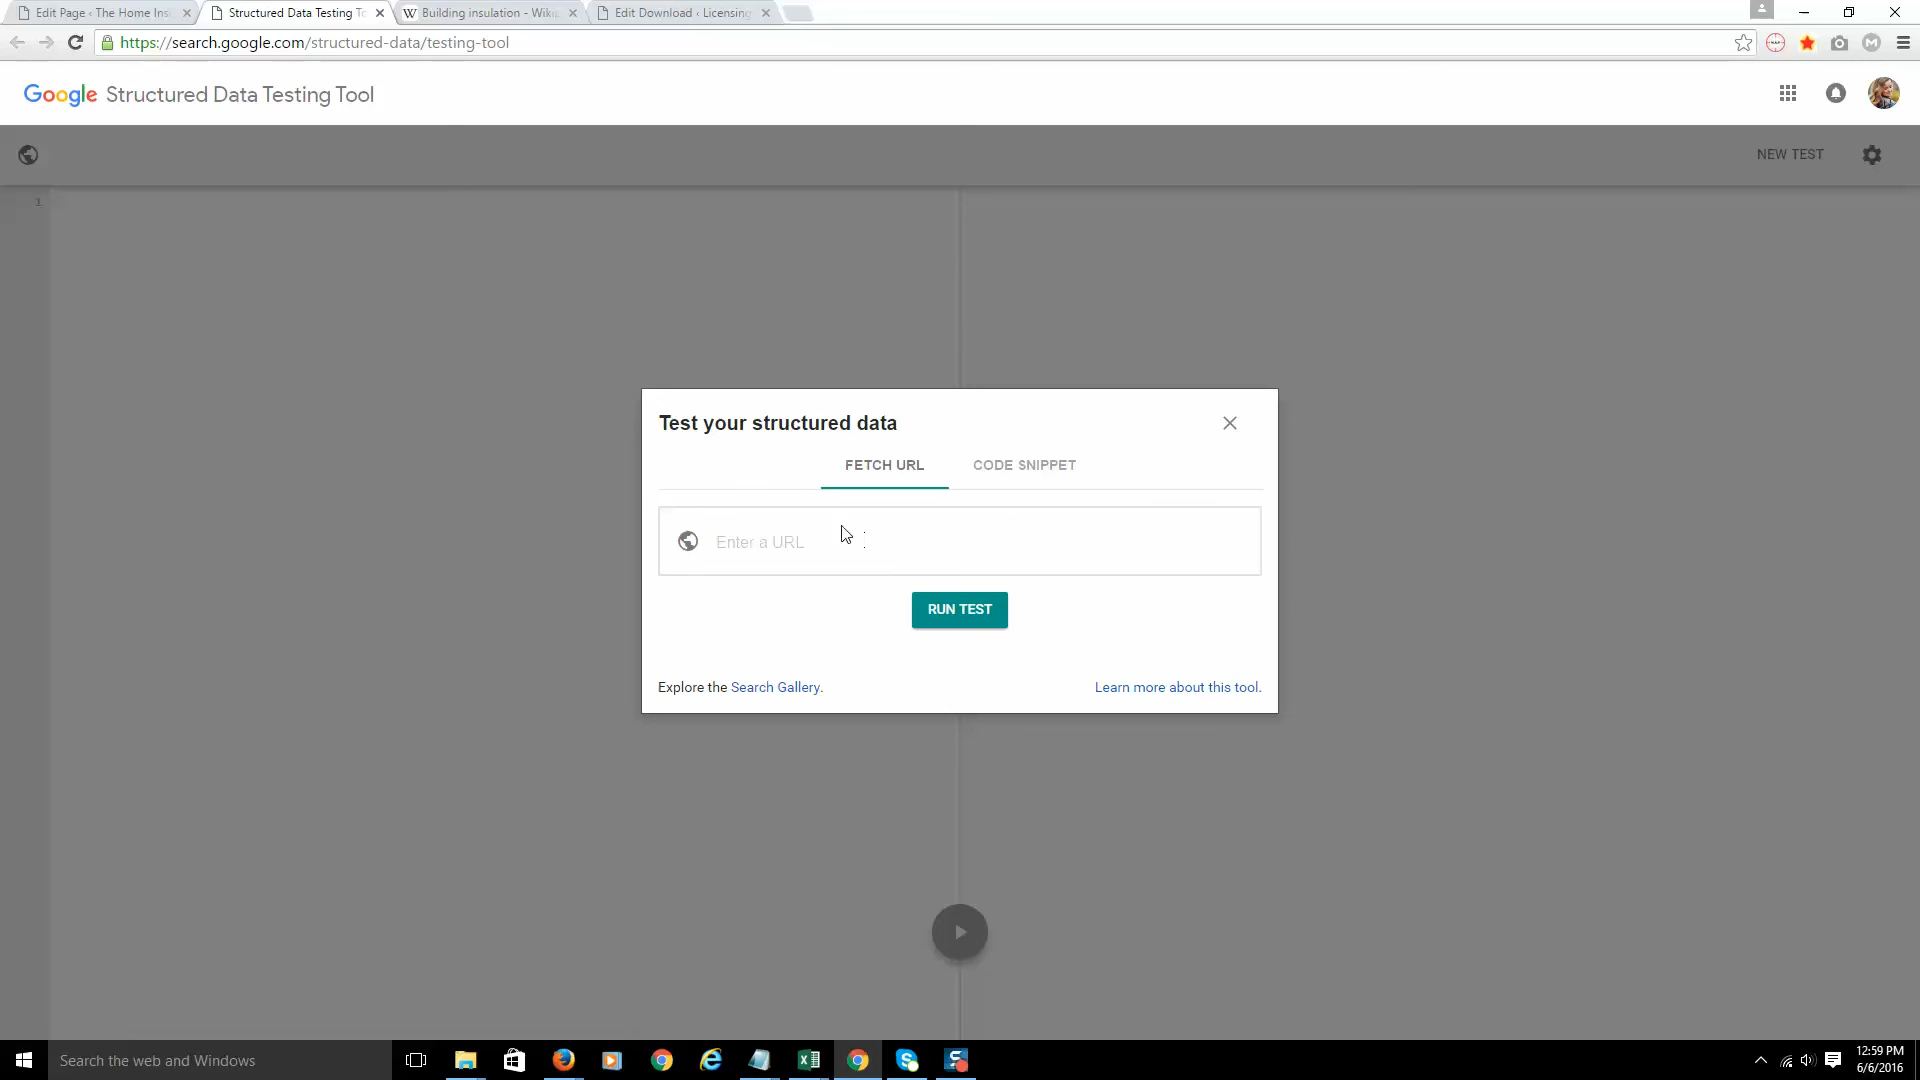 Edit Page ‹ The Home Ins
Structured Data Testing To
Building insulation - Wiki
Edit Download ‹ Licensing
https://search.google.com/structured-data/testing-tool
Google Structured Data Testing Tool
NEW TEST
1
Test your structured data
FETCH URL
CODE SNIPPET
Enter a URL
RUN TEST
Explore the Search Gallery.
Learn more about this tool.
Search the web and Windows
12:59 PM
6/6/2016